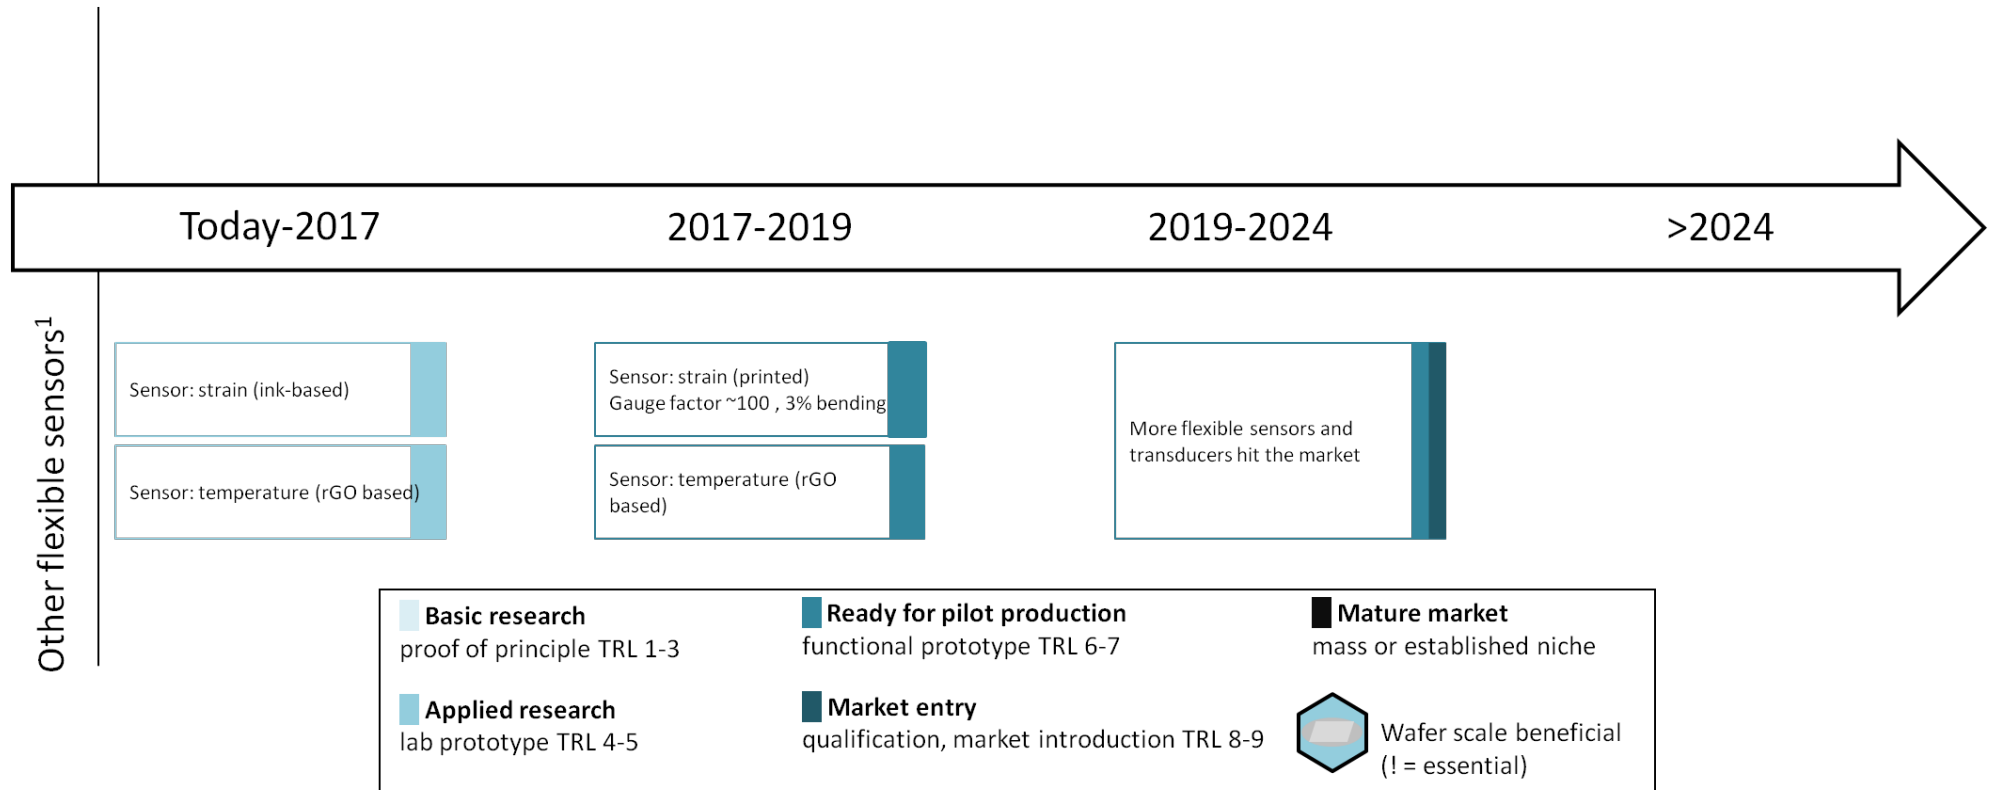 Today-2017
2017-2019
2019-2024
>2024
Other flexible sensors¹
Sensor: strain (ink-based)
Sensor: temperature (rGO based)
Sensor: strain (printed)
Gauge factor ~100 , 3% bending
Sensor: temperature (rGO
based)
More flexible sensors and
transducers hit the market
Basic research
proof of principle TRL 1-3
Applied research
lab prototype TRL 4-5
Ready for pilot production
functional prototype TRL 6-7
Market entry
qualification, market introduction TRL 8-9
Mature market
mass or established niche
Wafer scale beneficial
(! = essential)